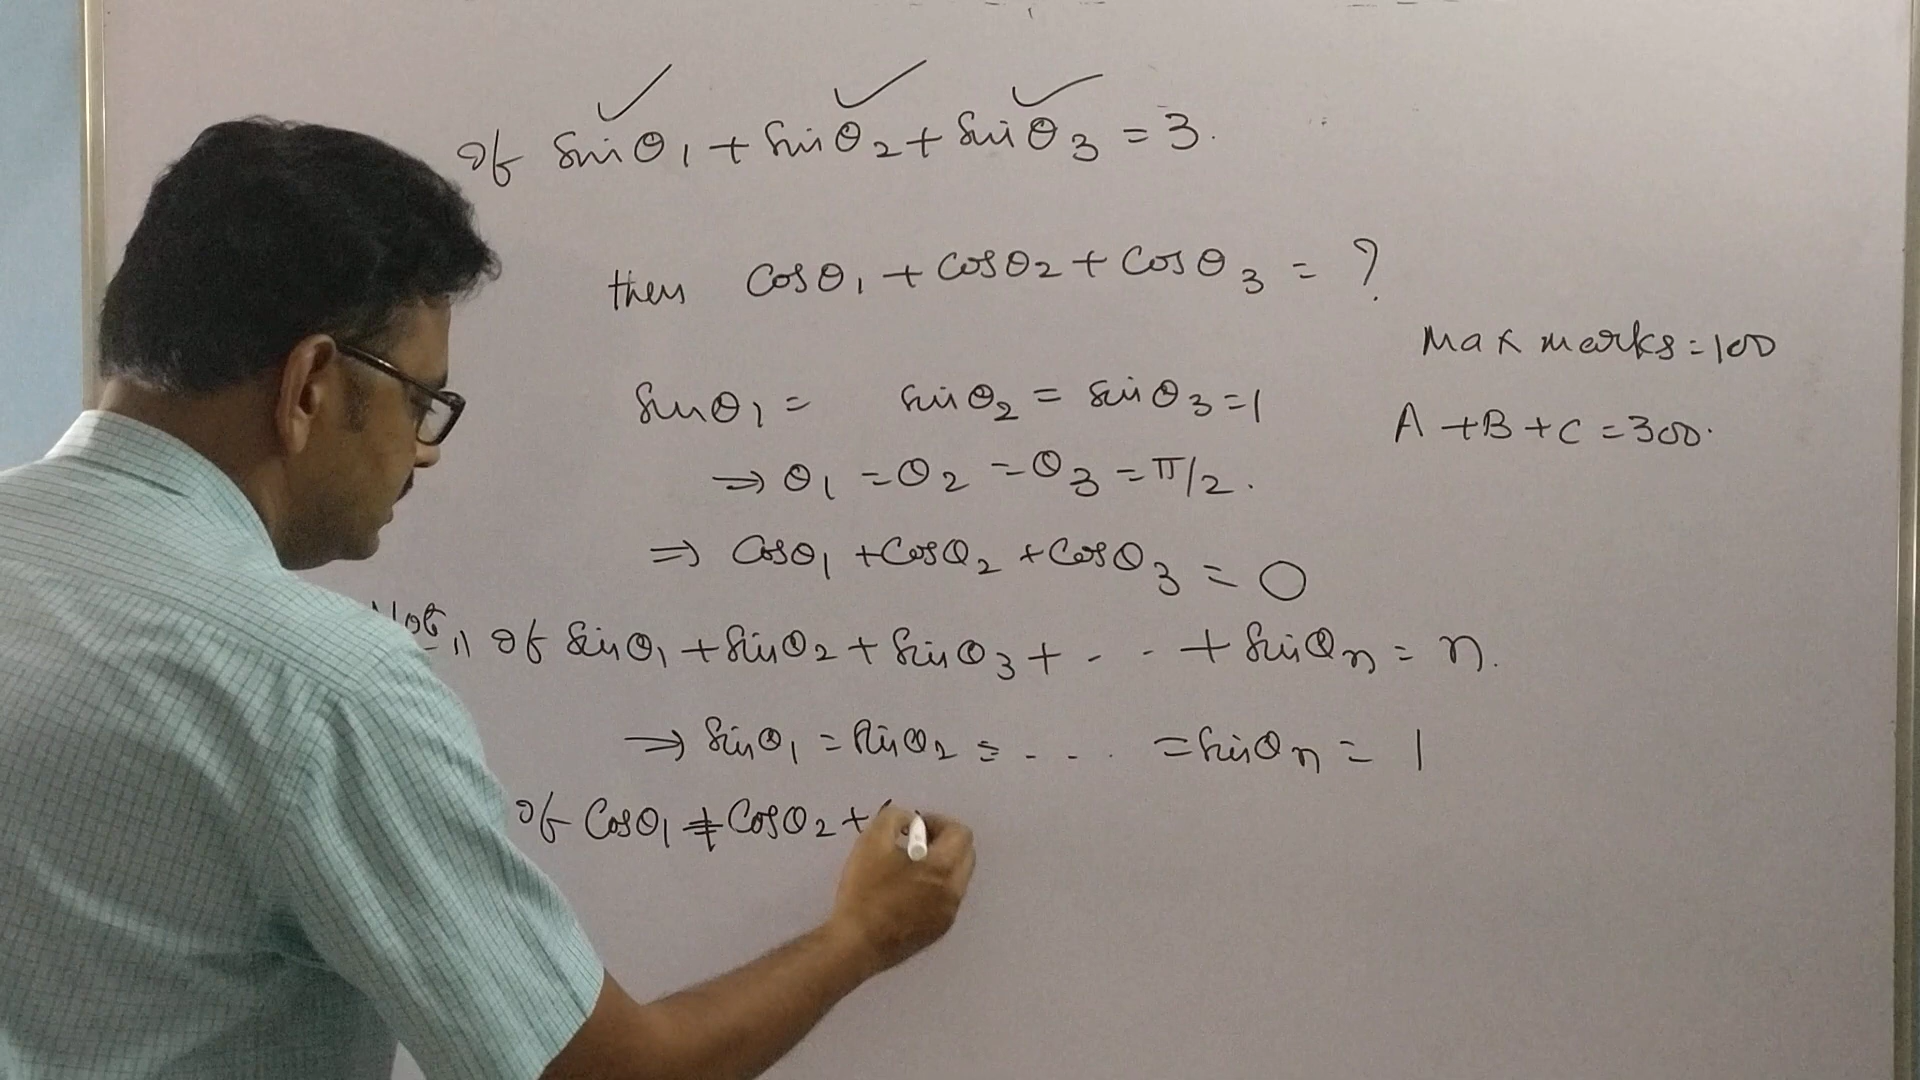 If sinθ₁ + sinθ₂ + sinθ₃ = 3.
then cosθ₁ + cosθ₂ + cosθ₃ = ?
Max marks = 100
sinθ₁ = sinθ₂ = sinθ₃ = 1
A + B + C = 300.
⇒ θ₁ = θ₂ = θ₃ = π/2.
⇒ cosθ₁ + cosθ₂ + cosθ₃ = 0
If sinθ₁ + sinθ₂ + sinθ₃ + - - + sinθₙ = n.
⇒ sinθ₁ = sinθ₂ = - - . = sinθₙ = 1
If cosθ₁ + cosθ₂ +